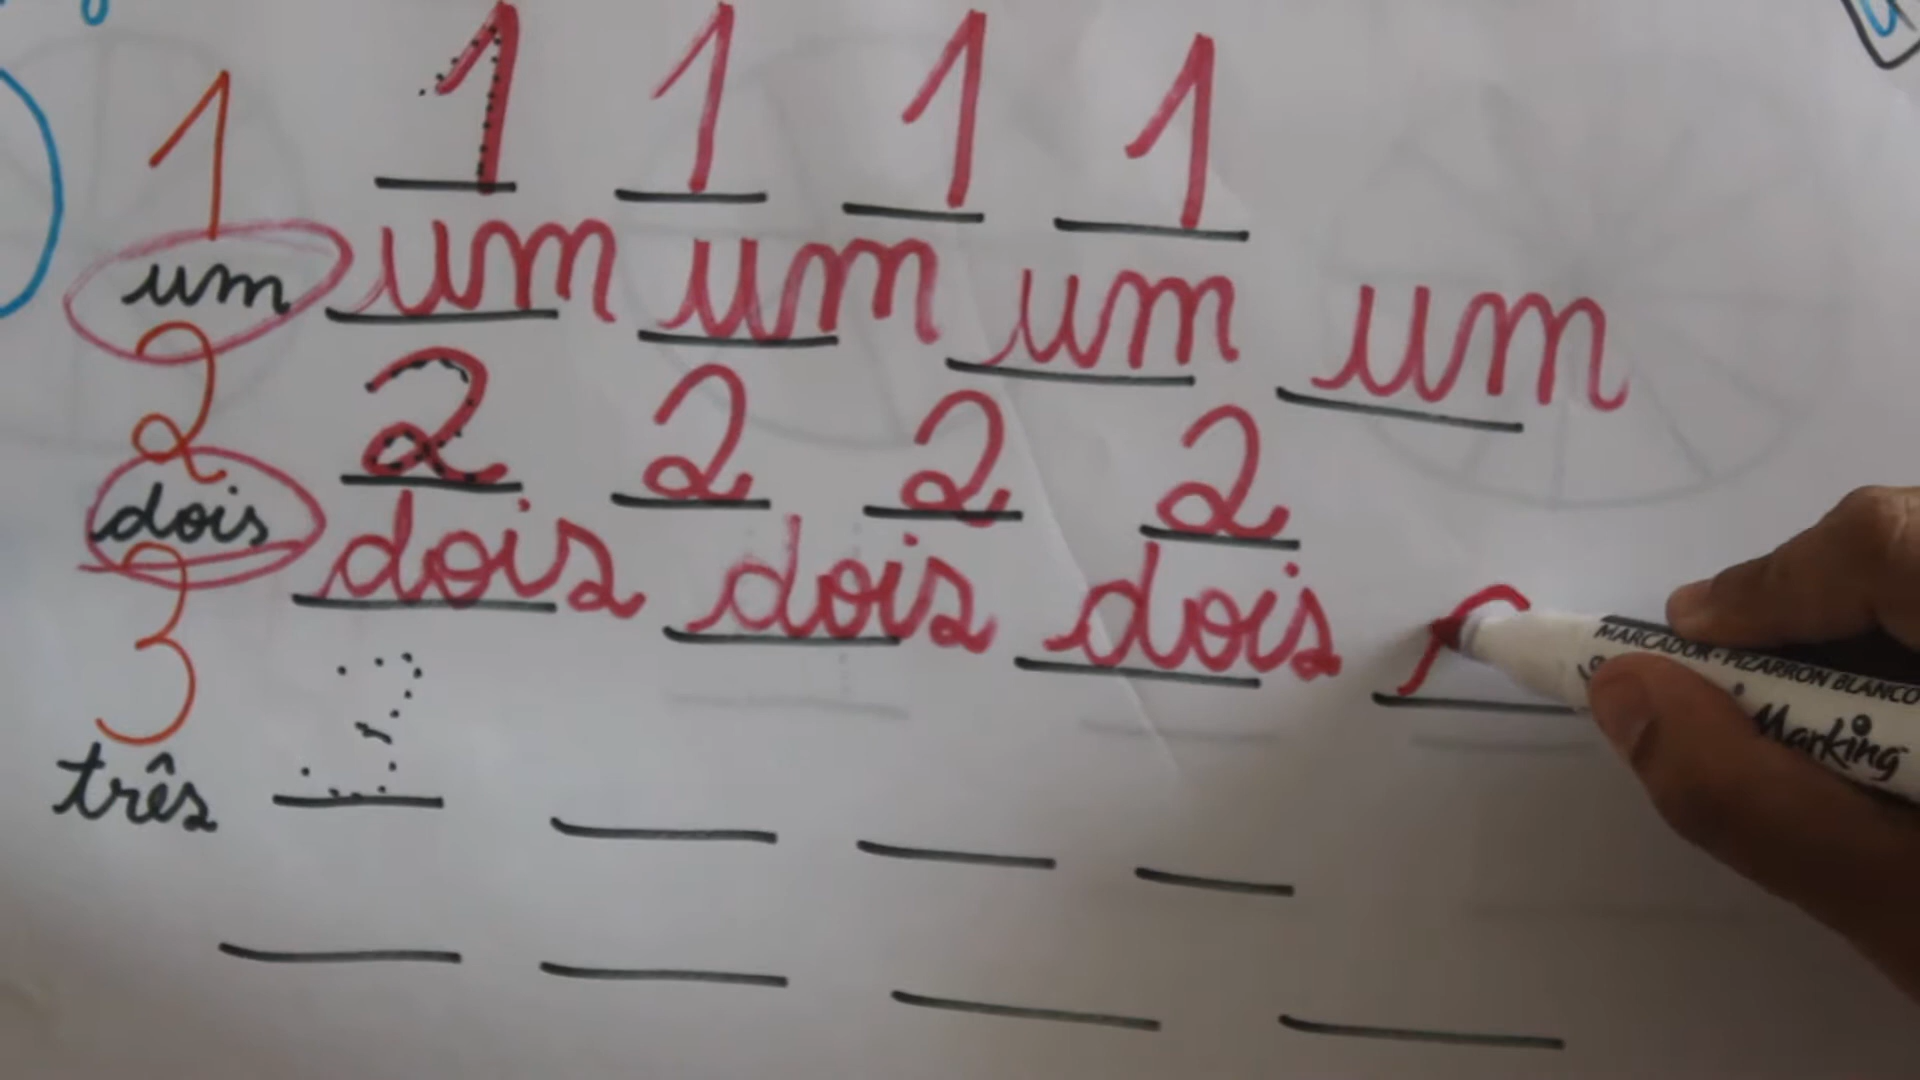 1 1 1 1 1
um um um um um
2 2 2 2 2
dois dois dois dois
3 3
três
MARCADOR - PIZARRON BLANCO
Marking